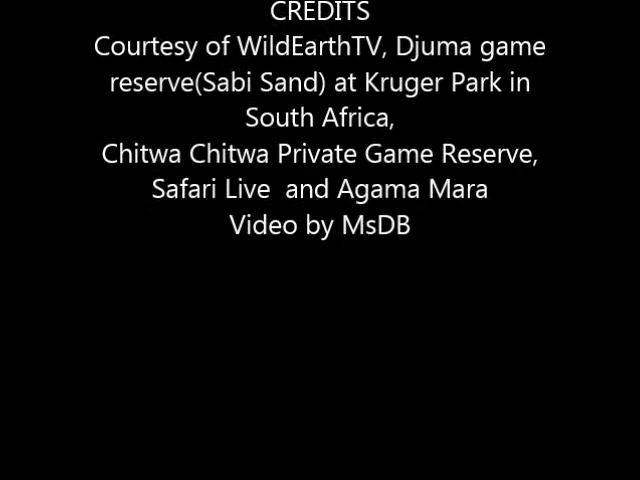 CREDITS
Courtesy of WildEarthTV, Djuma game
reserve(Sabi Sand) at Kruger Park in
South Africa,
Chitwa Chitwa Private Game Reserve,
Safari Live  and Agama Mara
Video by MsDB